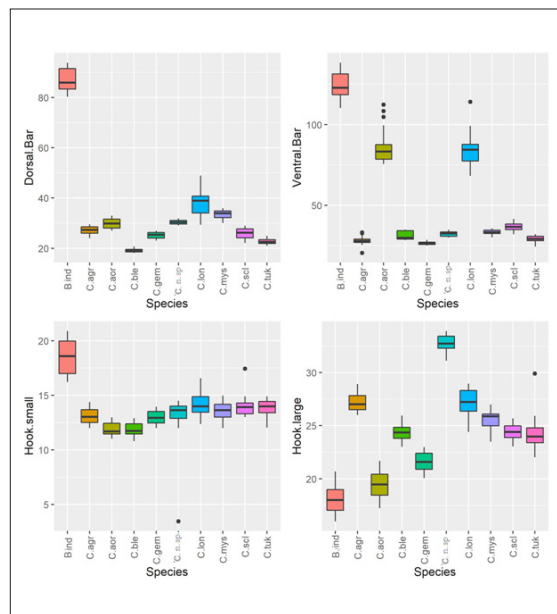 Dorsal.Bar
80
60
40
20
B.ind
C.agr
C.aor
C.ble
C.gem
C. n. sp
C.lon
C.mys
C.scl
C.tuk
Species
Ventral.Bar
100
50
B.ind
C.agr
C.aor
C.ble
C.gem
C. n. sp
C.lon
C.mys
C.scl
C.tuk
Species
Hook.small
20
15
10
5
B.ind
C.agr
C.aor
C.ble
C.gem
C. n. sp
C.lon
C.mys
C.scl
C.tuk
Species
Hook.large
30
25
20
B.ind
C.agr
C.aor
C.ble
C.gem
C. n. sp
C.lon
C.mys
C.scl
C.tuk
Species